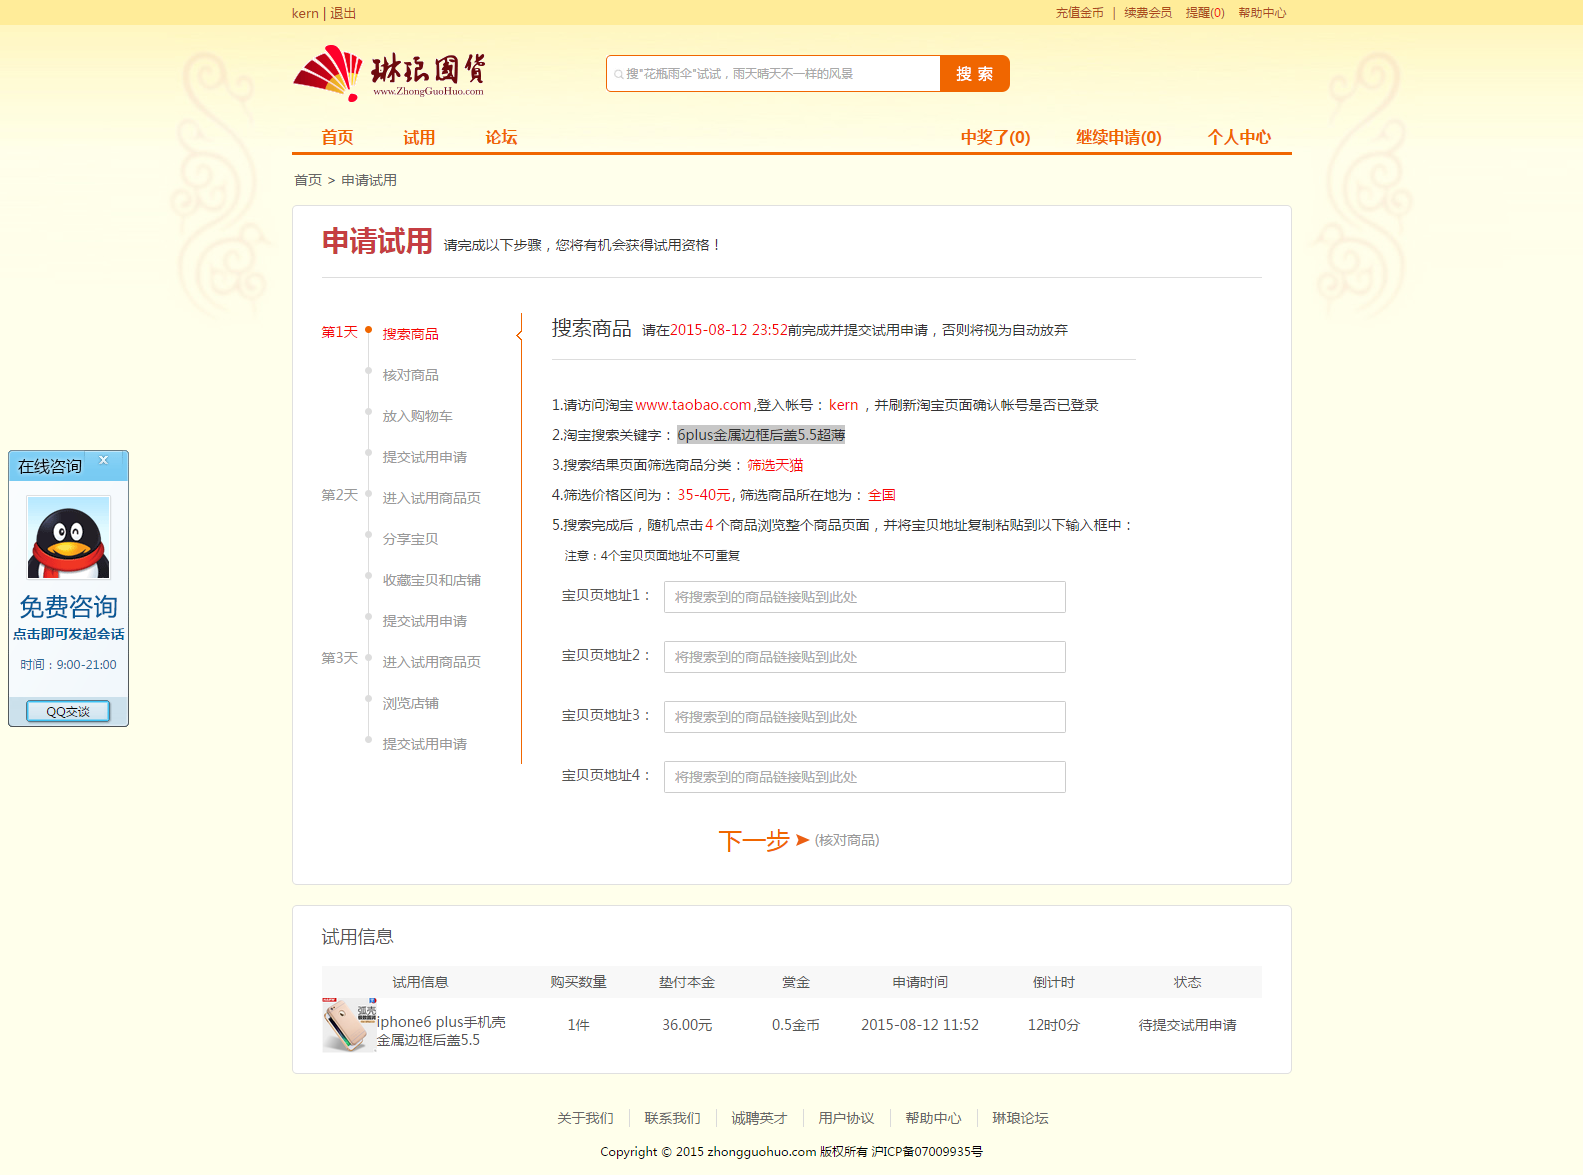 kern | 退出
充值金币 | 续费会员 提醒(0) 帮助中心
琳琅国货
www.ZhongGuoHuo.com
搜"花瓶雨伞"试试，雨天晴天不一样的风景
搜 索
首页 试用 论坛 中奖了(0) 继续申请(0) 个人中心
首页 > 申请试用
申请试用 请完成以下步骤，您将有机会获得试用资格！
第1天 搜索商品
核对商品
放入购物车
提交试用申请
第2天 进入试用商品页
分享宝贝
收藏宝贝和店铺
提交试用申请
第3天 进入试用商品页
浏览店铺
提交试用申请
搜索商品 请在2015-08-12 23:52前完成并提交试用申请，否则将视为自动放弃
1.请访问淘宝www.taobao.com,登入帐号：kern ，并刷新淘宝页面确认帐号是否已登录
2.淘宝搜索关键字：6plus金属边框后盖5.5超薄
3.搜索结果页面筛选商品分类：筛选天猫
4.筛选价格区间为：35-40元, 筛选商品所在地为：全国
5.搜索完成后，随机点击4个商品浏览整个商品页面，并将宝贝地址复制粘贴到以下输入框中：
注意：4个宝贝页面地址不可重复
宝贝页地址1： 将搜索到的商品链接贴到此处
宝贝页地址2： 将搜索到的商品链接贴到此处
宝贝页地址3： 将搜索到的商品链接贴到此处
宝贝页地址4： 将搜索到的商品链接贴到此处
下一步 (核对商品)
在线咨询 x
免费咨询
点击即可发起会话
时间：9:00-21:00
QQ交谈
试用信息
试用信息 购买数量 垫付本金 赏金 申请时间 倒计时 状态
iphone6 plus手机壳
金属边框后盖5.5
1件 36.00元 0.5金币 2015-08-12 11:52 12时0分 待提交试用申请
关于我们 联系我们 诚聘英才 用户协议 帮助中心 琳琅论坛
Copyright © 2015 zhongguohuo.com 版权所有 沪ICP备07009935号